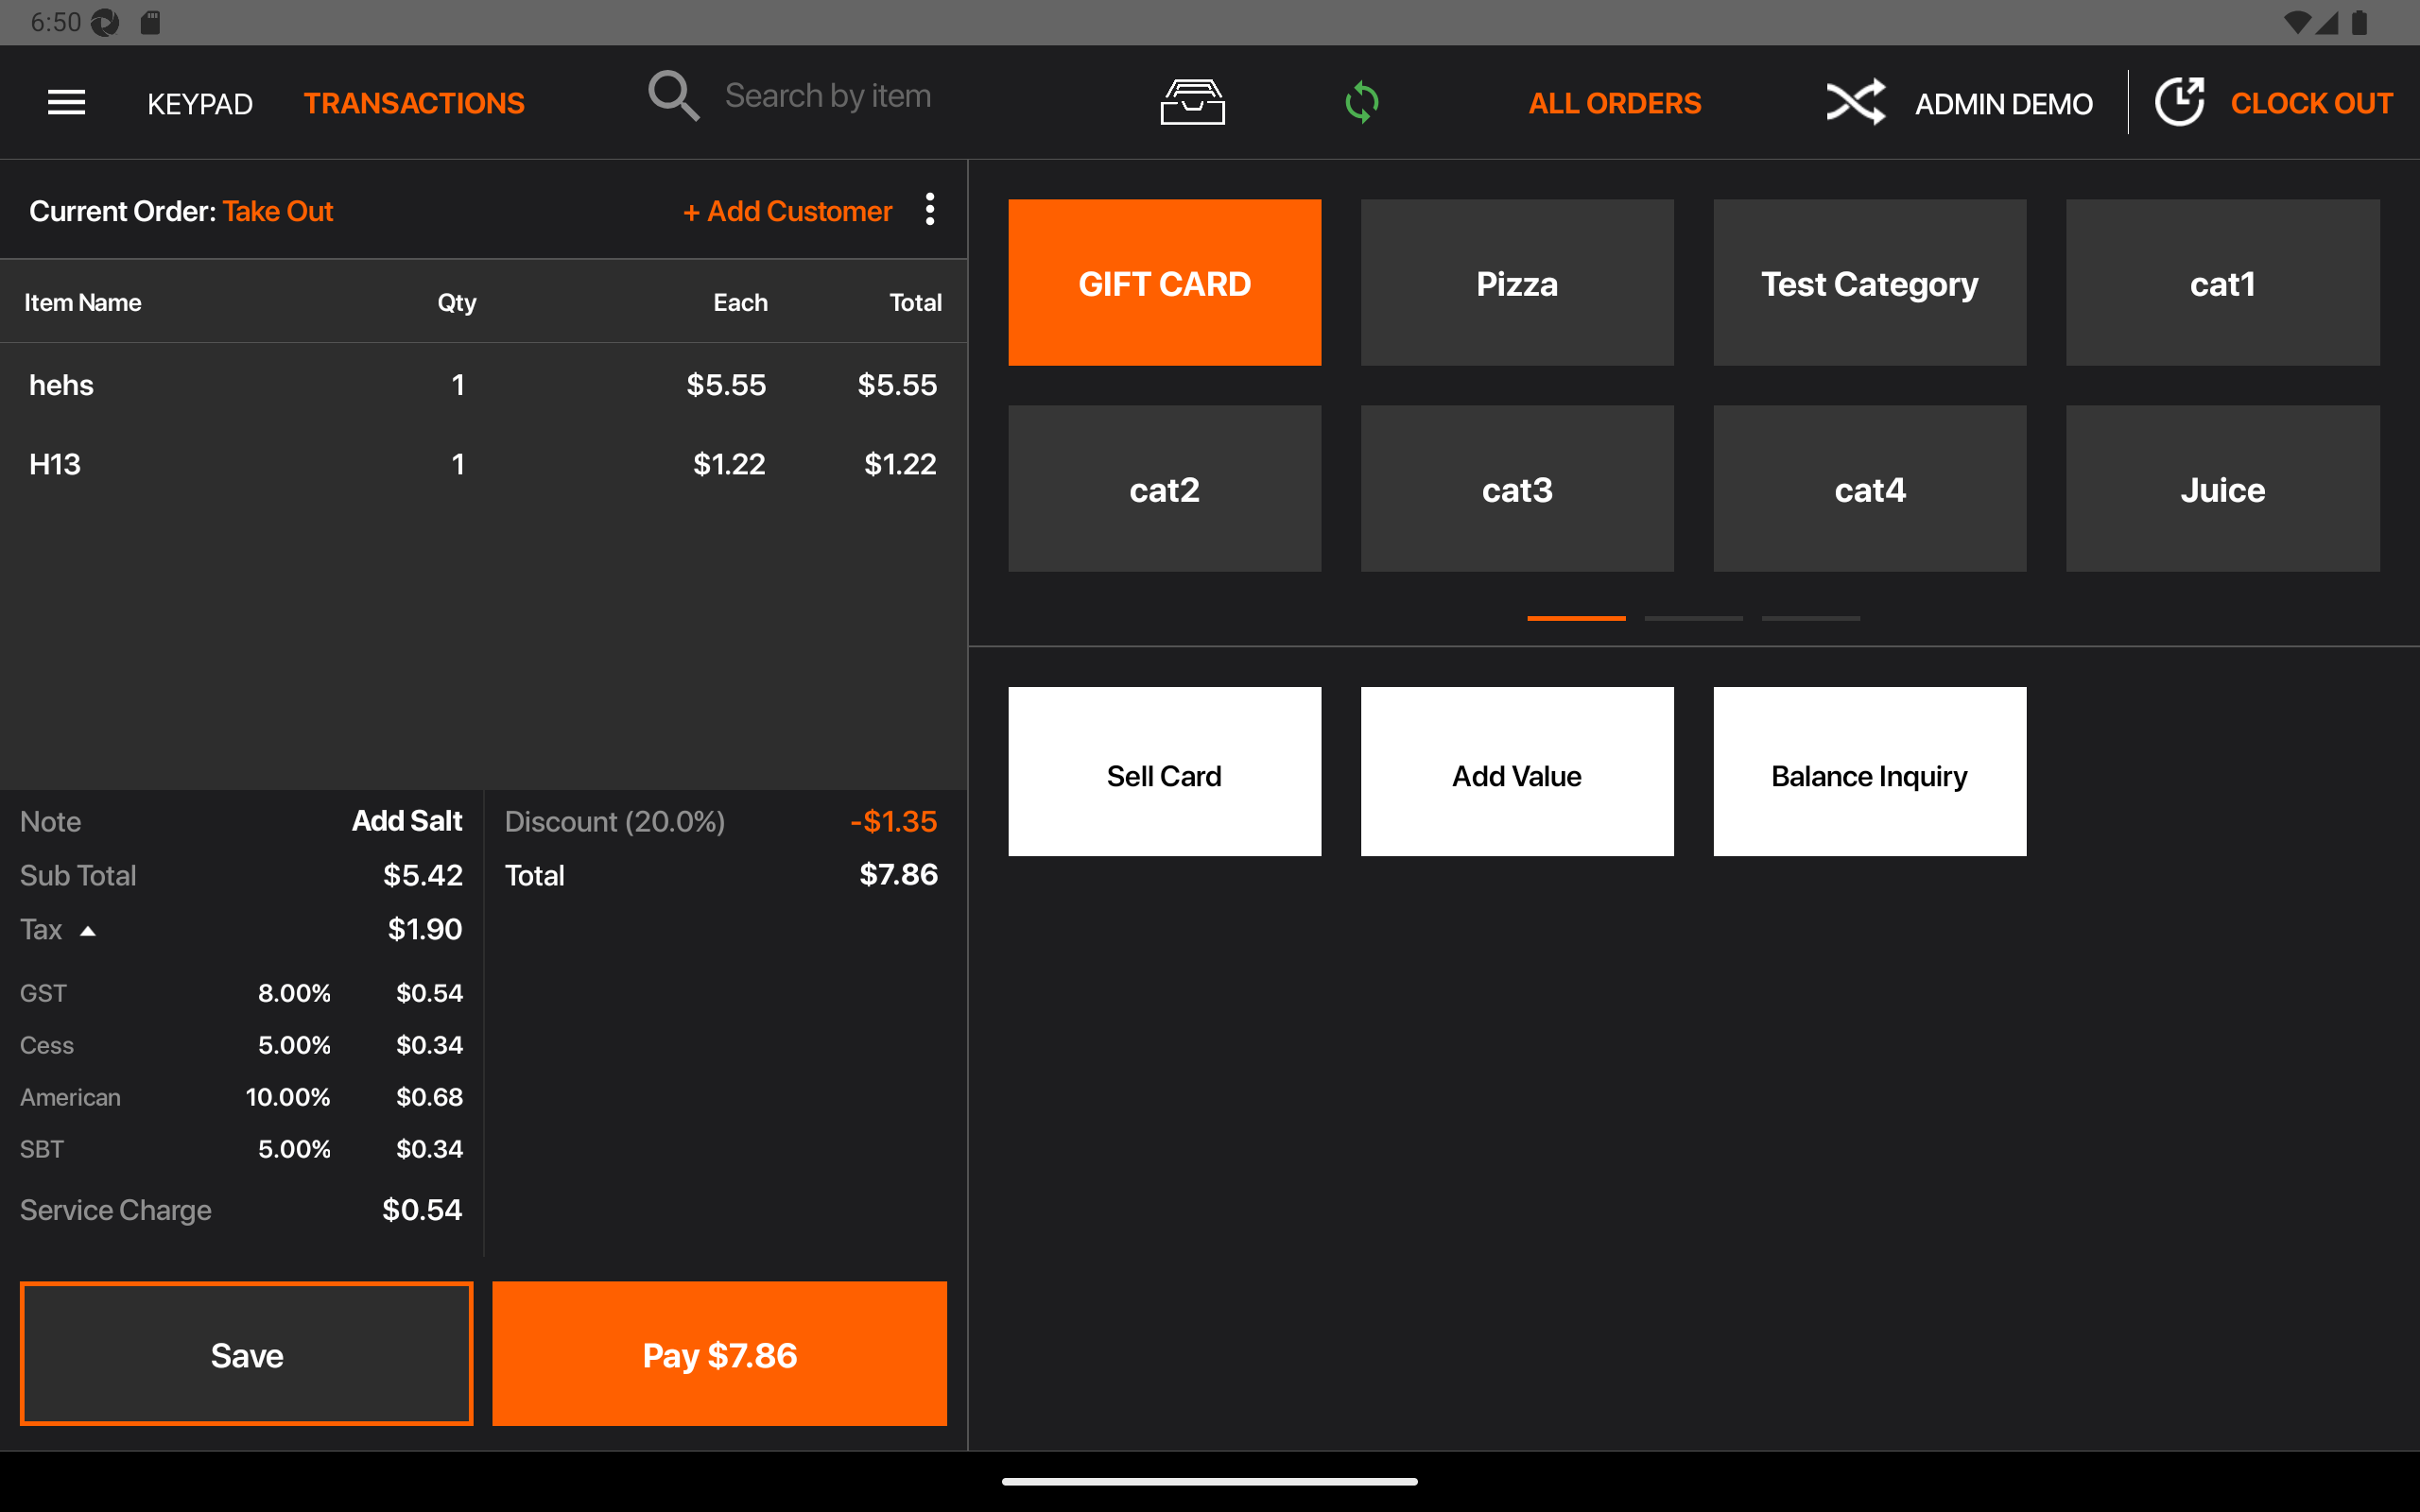 6:50
KEYPAD TRANSACTIONS Search by item ALL ORDERS ADMIN DEMO CLOCK OUT
Current Order: Take Out + Add Customer
Item Name Qty Each Total
hehs 1 $5.55 $5.55
H13 1 $1.22 $1.22
Note Add Salt
Sub Total $5.42
Tax $1.90
GST 8.00% $0.54
Cess 5.00% $0.34
American 10.00% $0.68
SBT 5.00% $0.34
Service Charge $0.54
Discount (20.0%) -$1.35
Total $7.86
Save
Pay $7.86
GIFT CARD Pizza Test Category cat1
cat2 cat3 cat4 Juice
Sell Card Add Value Balance Inquiry